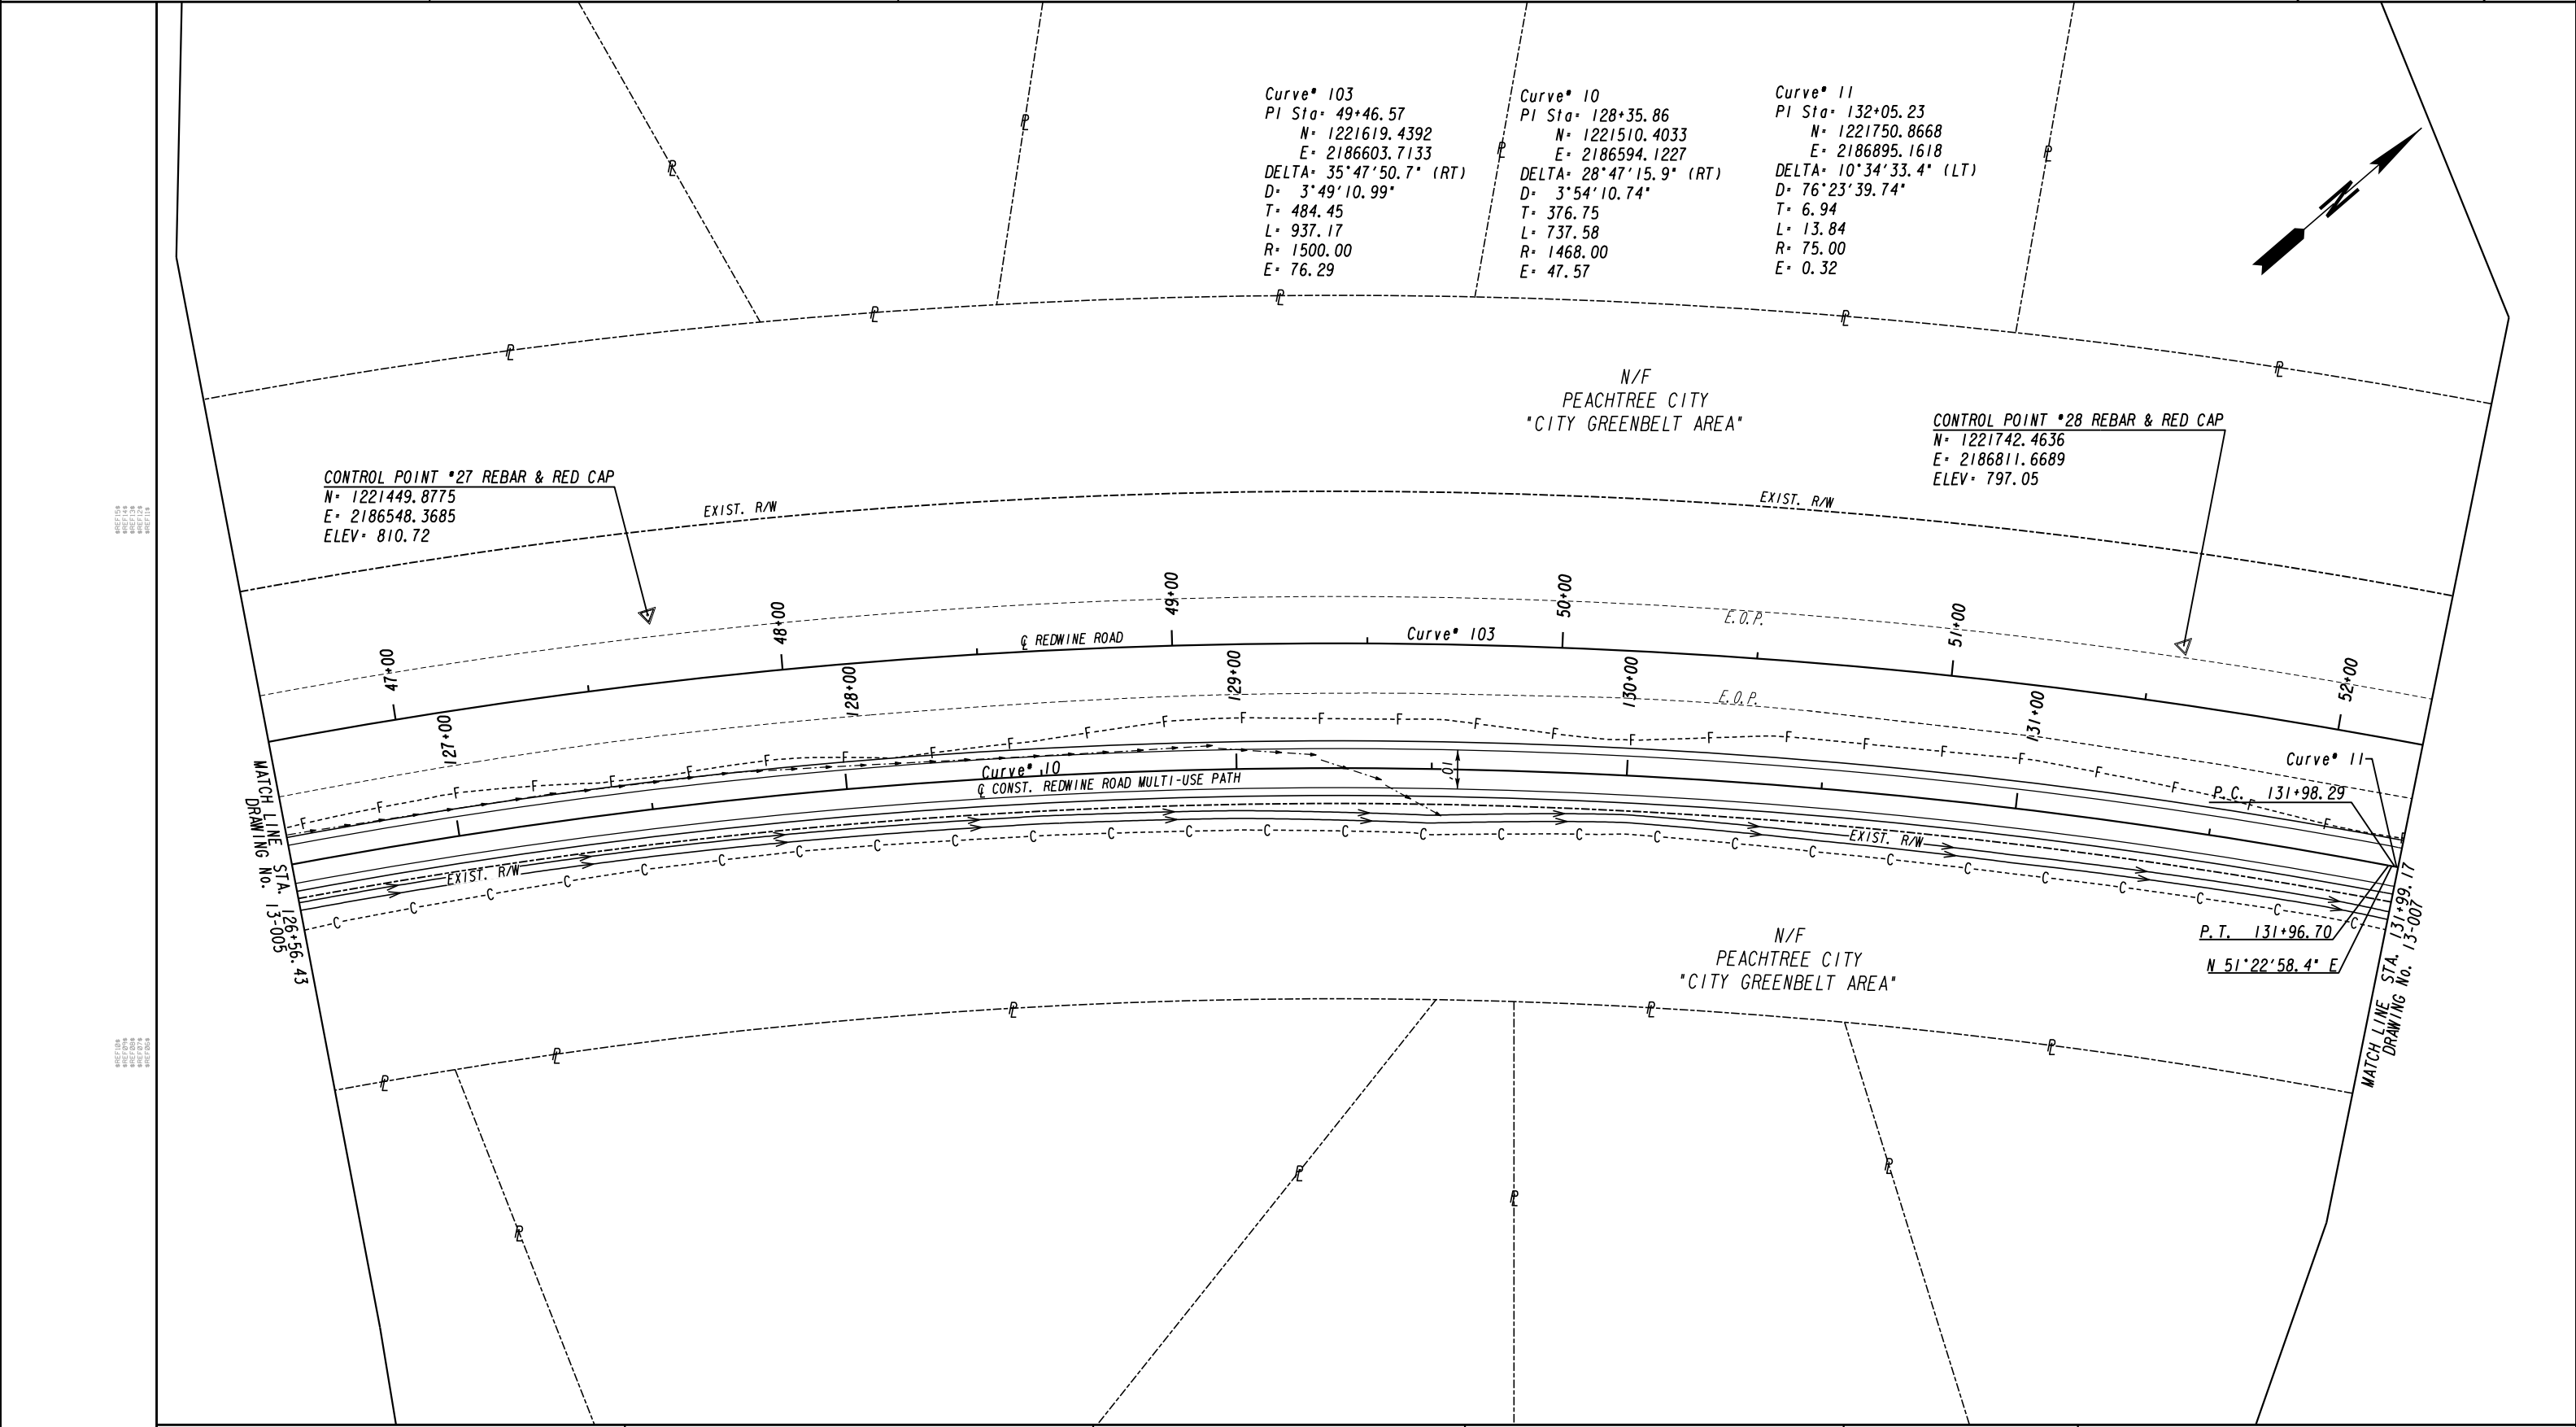 Curve# 103
PI Sta= 49+46.57
N= 1221619.4392
E= 2186603.7133
DELTA= 35°47'50.7" (RT)
D= 3°49'10.99"
T= 484.45
L= 937.17
R= 1500.00
E= 76.29
Curve# 10
PI Sta= 128+35.86
N= 1221510.4033
E= 2186594.1227
DELTA= 28°47'15.9" (RT)
D= 3°54'10.74"
T= 376.75
L= 737.58
R= 1468.00
E= 47.57
Curve# 11
PI Sta= 132+05.23
N= 1221750.8668
E= 2186895.1618
DELTA= 10°34'33.4" (LT)
D= 76°23'39.74"
T= 6.94
L= 13.84
R= 75.00
E= 0.32
N
N/F
PEACHTREE CITY
"CITY GREENBELT AREA"
CONTROL POINT #28 REBAR & RED CAP
N= 1221742.4636
E= 2186811.6689
ELEV= 797.05
CONTROL POINT #27 REBAR & RED CAP
N= 1221449.8775
E= 2186548.3685
ELEV= 810.72
EXIST. R/W
EXIST. R/W
47+00
48+00
49+00
50+00
51+00
52+00
℄ REDWINE ROAD
Curve# 103
E.O.P.
E.O.P.
127+00
128+00
129+00
130+00
131+00
Curve# 10
℄ CONST. REDWINE ROAD MULTI-USE PATH
10'
EXIST. R/W
EXIST. R/W
Curve# 11
P.C. 131+98.29
P.T. 131+96.70
N 51°22'58.4" E
MATCH LINE STA. 126+56.43
DRAWING No. 13-005
MATCH LINE STA. 131+99.17
DRAWING No. 13-007
N/F
PEACHTREE CITY
"CITY GREENBELT AREA"